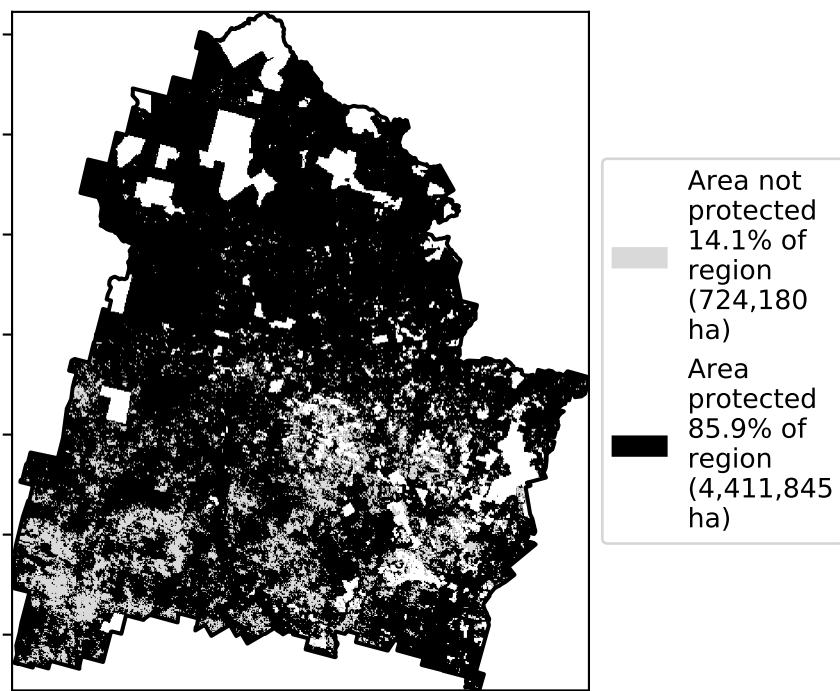 Area not
protected
14.1% of
region
(724,180
ha)
Area
protected
85.9% of
region
(4,411,845
ha)